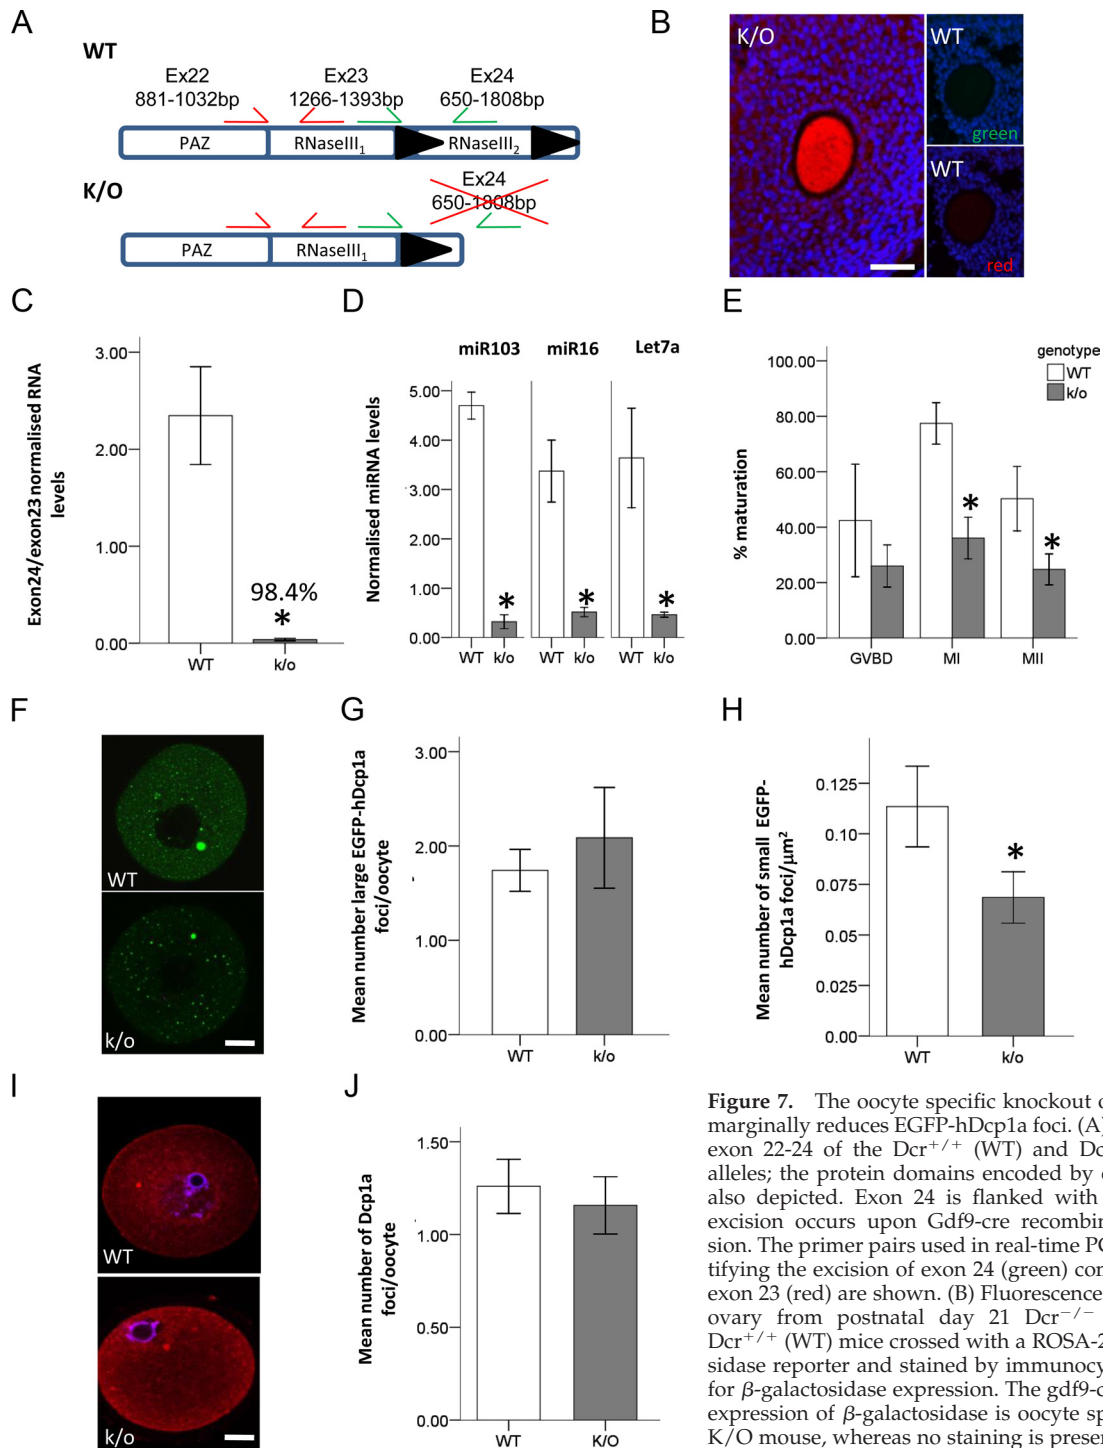 A
WT
Ex22
881-1032bp
Ex23
1266-1393bp
Ex24
650-1808bp
PAZ
RNaseIII1
RNaseIII2
K/O
Ex24
650-1808bp
PAZ
RNaseIII1
B
K/O
WT
green
WT
red
C
Exon24/exon23 normalised RNA
levels
3.00
2.00
1.00
0.00
98.4%
*
WT
k/o
D
miR103
miR16
Let7a
Normalised miRNA levels
5.00
4.00
3.00
2.00
1.00
0.00
*
*
*
WT
k/o
WT
k/o
WT
k/o
E
genotype
WT
k/o
% maturation
100.00
80.00
60.00
40.00
20.00
0.00
*
*
GVBD
MI
MII
F
WT
k/o
G
Mean number large EGFP-hDcp1a
foci/oocyte
3.00
2.00
1.00
0.00
WT
k/o
H
Mean number of small EGFP-
hDcp1a foci/µm²
0.125
0.100
0.075
0.05
0.025
0.00
*
WT
k/o
I
WT
k/o
J
Mean number of Dcp1a
foci/oocyte
1.50
1.00
0.50
0.00
WT
K/O
Figure 7. The oocyte specific knockout o
marginally reduces EGFP-hDcp1a foci. (A)
exon 22-24 of the Dcr+/+ (WT) and Dc
alleles; the protein domains encoded by
also depicted. Exon 24 is flanked with
excision occurs upon Gdf9-cre recombin
sion. The primer pairs used in real-time PC
tifying the excision of exon 24 (green) con
exon 23 (red) are shown. (B) Fluorescence
ovary from postnatal day 21 Dcr−/−
Dcr+/+ (WT) mice crossed with a ROSA-2
sidase reporter and stained by immunocy
for β-galactosidase expression. The gdf9-c
expression of β-galactosidase is oocyte sp
K/O mouse, whereas no staining is presen